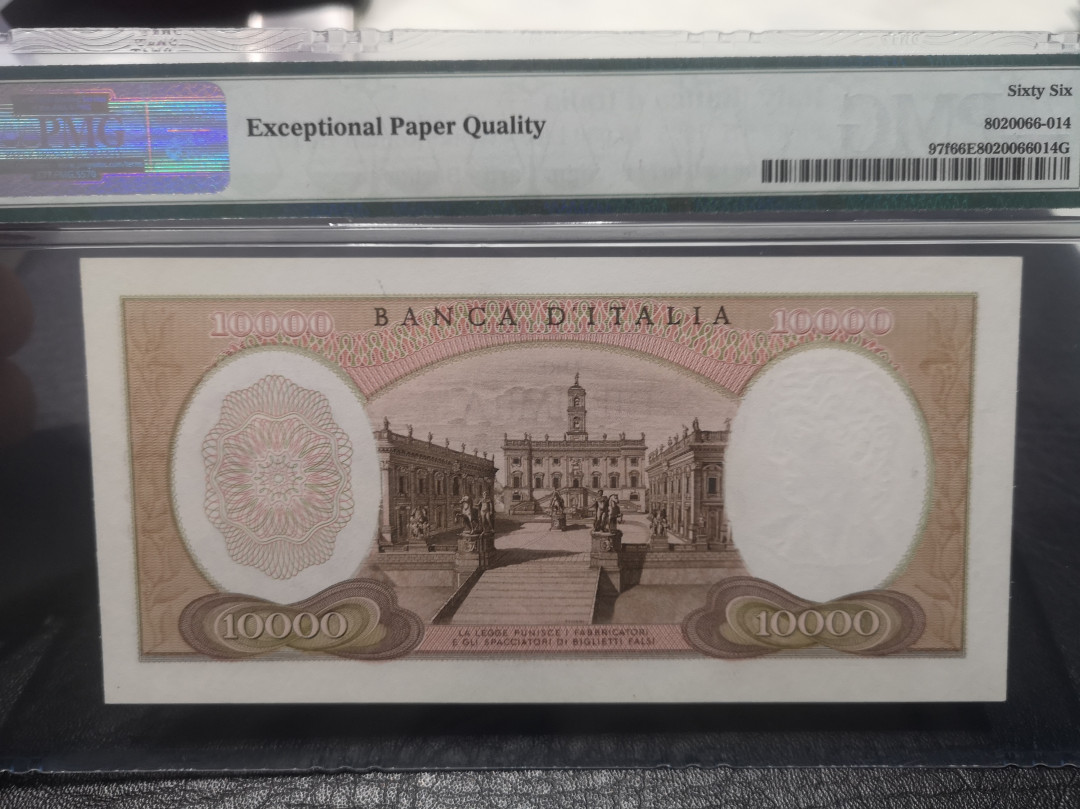 PMG
Exceptional Paper Quality
Sixty Six
8020066-014
97f66E8020066014G
10000 BANCA D'ITALIA 10000
10000 10000
LA LEGGE PUNISCE I FABBRICATORI
E GLI SPACCIATORI DI BIGLIETTI FALSI